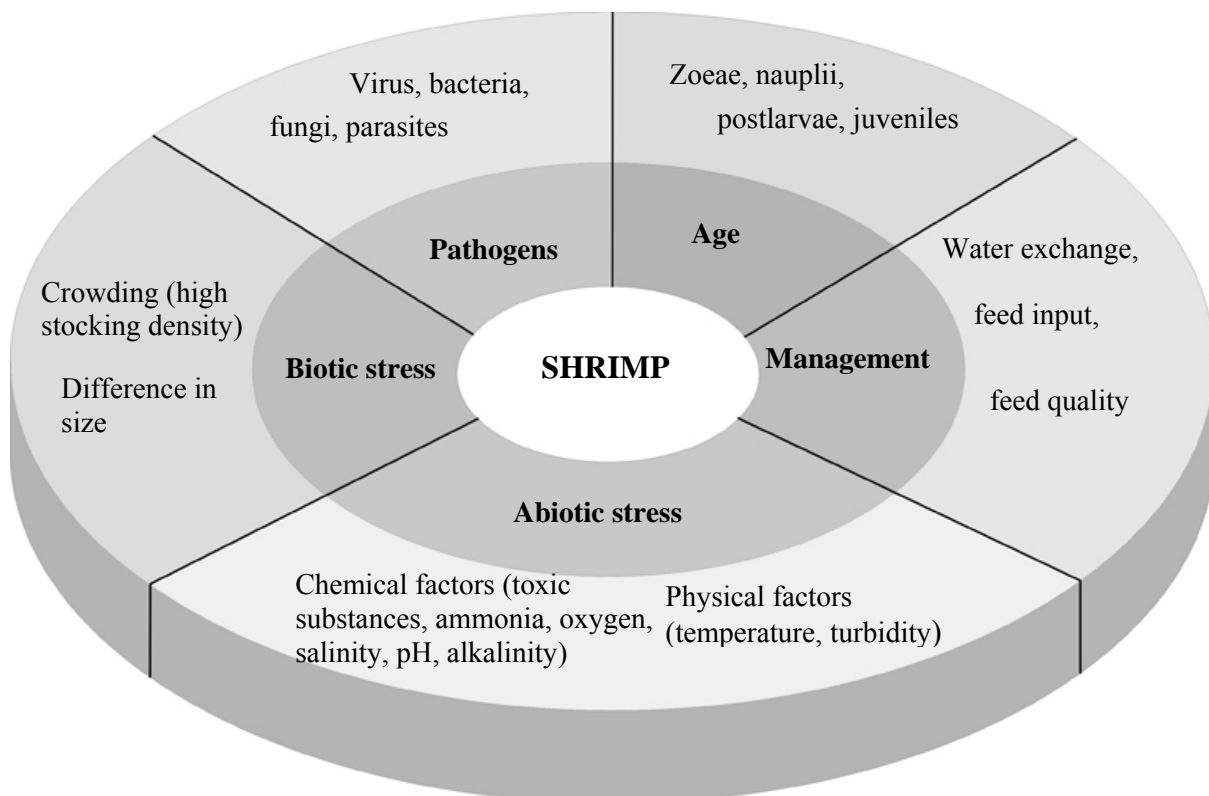 Virus, bacteria,
fungi, parasites
Zoeae, nauplii,
postlarvae, juveniles
Pathogens
Age
Water exchange,
feed input,
feed quality
Crowding (high
stocking density)
Difference in
size
Biotic stress
SHRIMP
Management
Abiotic stress
Chemical factors (toxic
substances, ammonia, oxygen,
salinity, pH, alkalinity)
Physical factors
(temperature, turbidity)